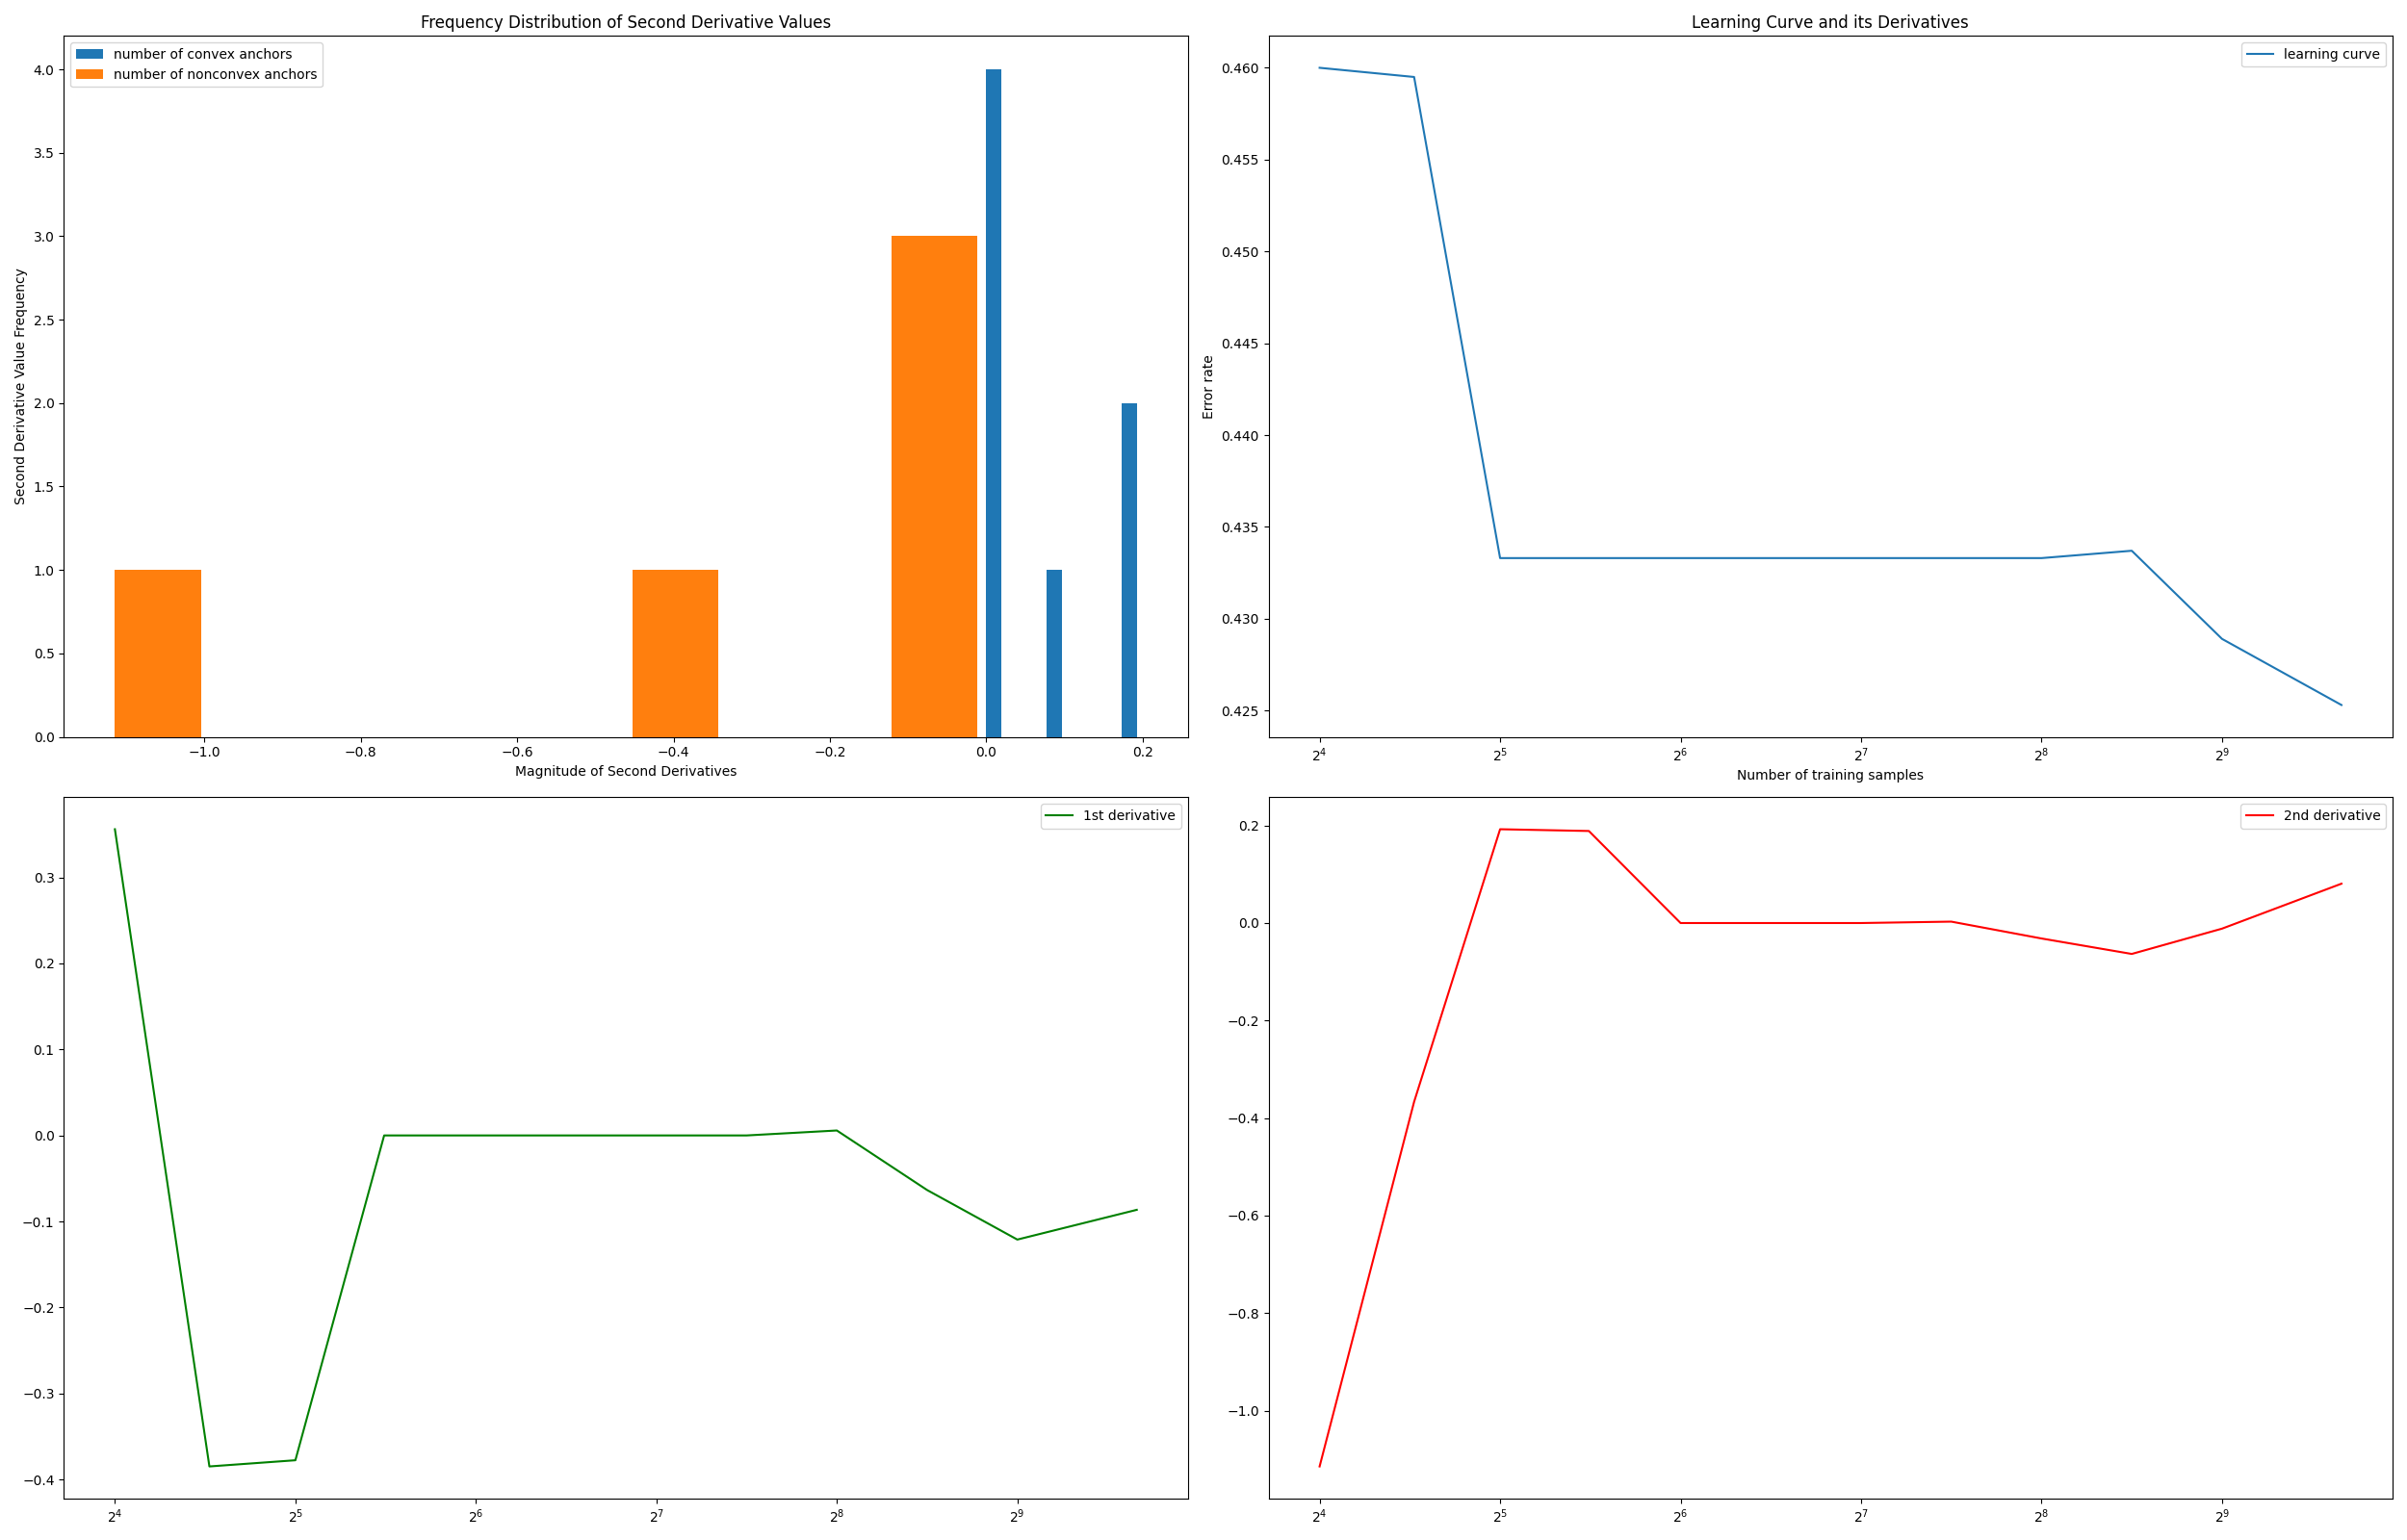 Frequency Distribution of Second Derivative Values
number of convex anchors
number of nonconvex anchors
4.0
3.5
3.0
2.5
2.0
1.5
1.0
0.5
0.0
Second Derivative Value Frequency
−1.0 −0.8 −0.6 −0.4 −0.2 0.0 0.2
Magnitude of Second Derivatives
Learning Curve and its Derivatives
learning curve
0.460
0.455
0.450
0.445
0.440
0.435
0.430
0.425
Error rate
2⁴ 2⁵ 2⁶ 2⁷ 2⁸ 2⁹
Number of training samples
1st derivative
0.3
0.2
0.1
0.0
−0.1
−0.2
−0.3
−0.4
2⁴ 2⁵ 2⁶ 2⁷ 2⁸ 2⁹
2nd derivative
0.2
0.0
−0.2
−0.4
−0.6
−0.8
−1.0
2⁴ 2⁵ 2⁶ 2⁷ 2⁸ 2⁹